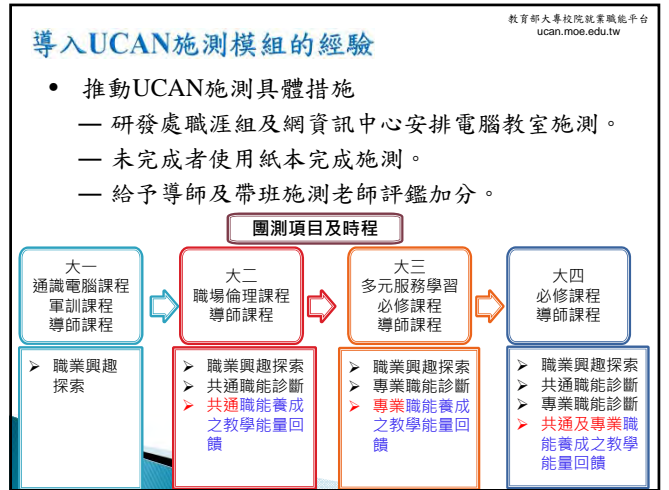 教育部大專校院就業職能平台
ucan.moe.edu.tw
導入UCAN施測模組的經驗
• 推動UCAN施測具體措施
— 研發處職涯組及網資訊中心安排電腦教室施測。
— 未完成者使用紙本完成施測。
— 給予導師及帶班施測老師評鑑加分。
團測項目及時程
大一
通識電腦課程
軍訓課程
導師課程
➢ 職業興趣
探索
大二
職場倫理課程
導師課程
➢ 職業興趣探索
➢ 共通職能診斷
➢ 共通職能養成
之教學能量回
饋
大三
多元服務學習
必修課程
導師課程
➢ 職業興趣探索
➢ 專業職能診斷
➢ 專業職能養成
之教學能量回
饋
大四
必修課程
導師課程
➢ 職業興趣探索
➢ 共通職能診斷
➢ 專業職能診斷
➢ 共通及專業職
能養成之教學
能量回饋